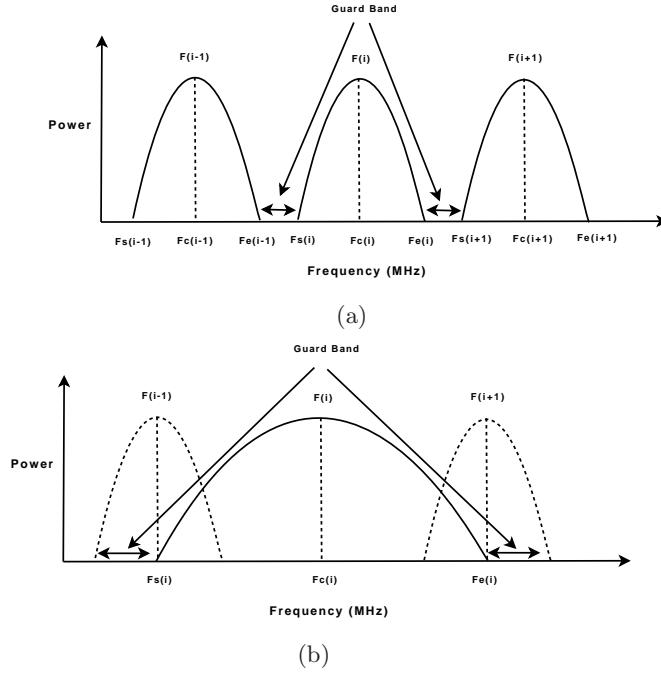 Guard Band
F(i-1) F(i) F(i+1)
Power
Fs(i-1) Fc(i-1) Fe(i-1) Fs(i) Fc(i) Fe(i) Fs(i+1) Fc(i+1) Fe(i+1)
Frequency (MHz)
(a)
Guard Band
F(i-1) F(i) F(i+1)
Power
Fs(i) Fc(i) Fe(i)
Frequency (MHz)
(b)